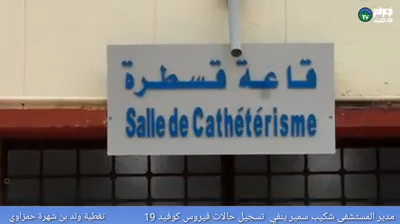 قاعة قسطرة
Salle de Cathétérisme
مدير المستشفى شكيب سمير ينفي تسجيل حالات فيروس كوفيد 19
تغطية ولد بن شهرة حمزاوي
TV